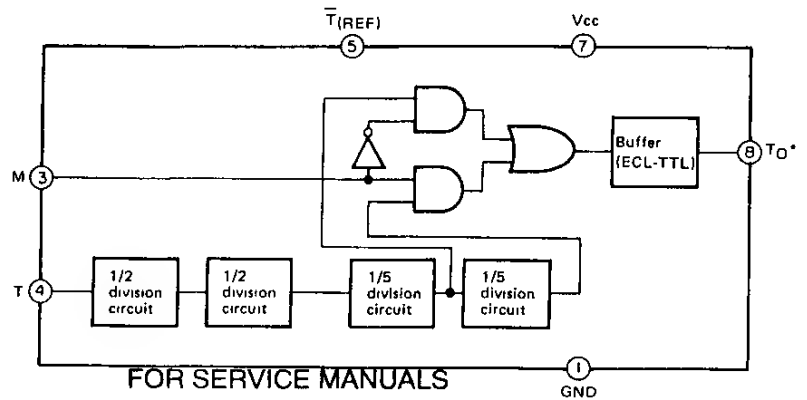 T̅(REF)
5
Vcc
7
M 3
Buffer
(ECL-TTL)
8 To*
T 4
1/2
division
circuit
1/2
division
circuit
1/5
division
circuit
1/5
division
circuit
1
GND
FOR SERVICE MANUALS